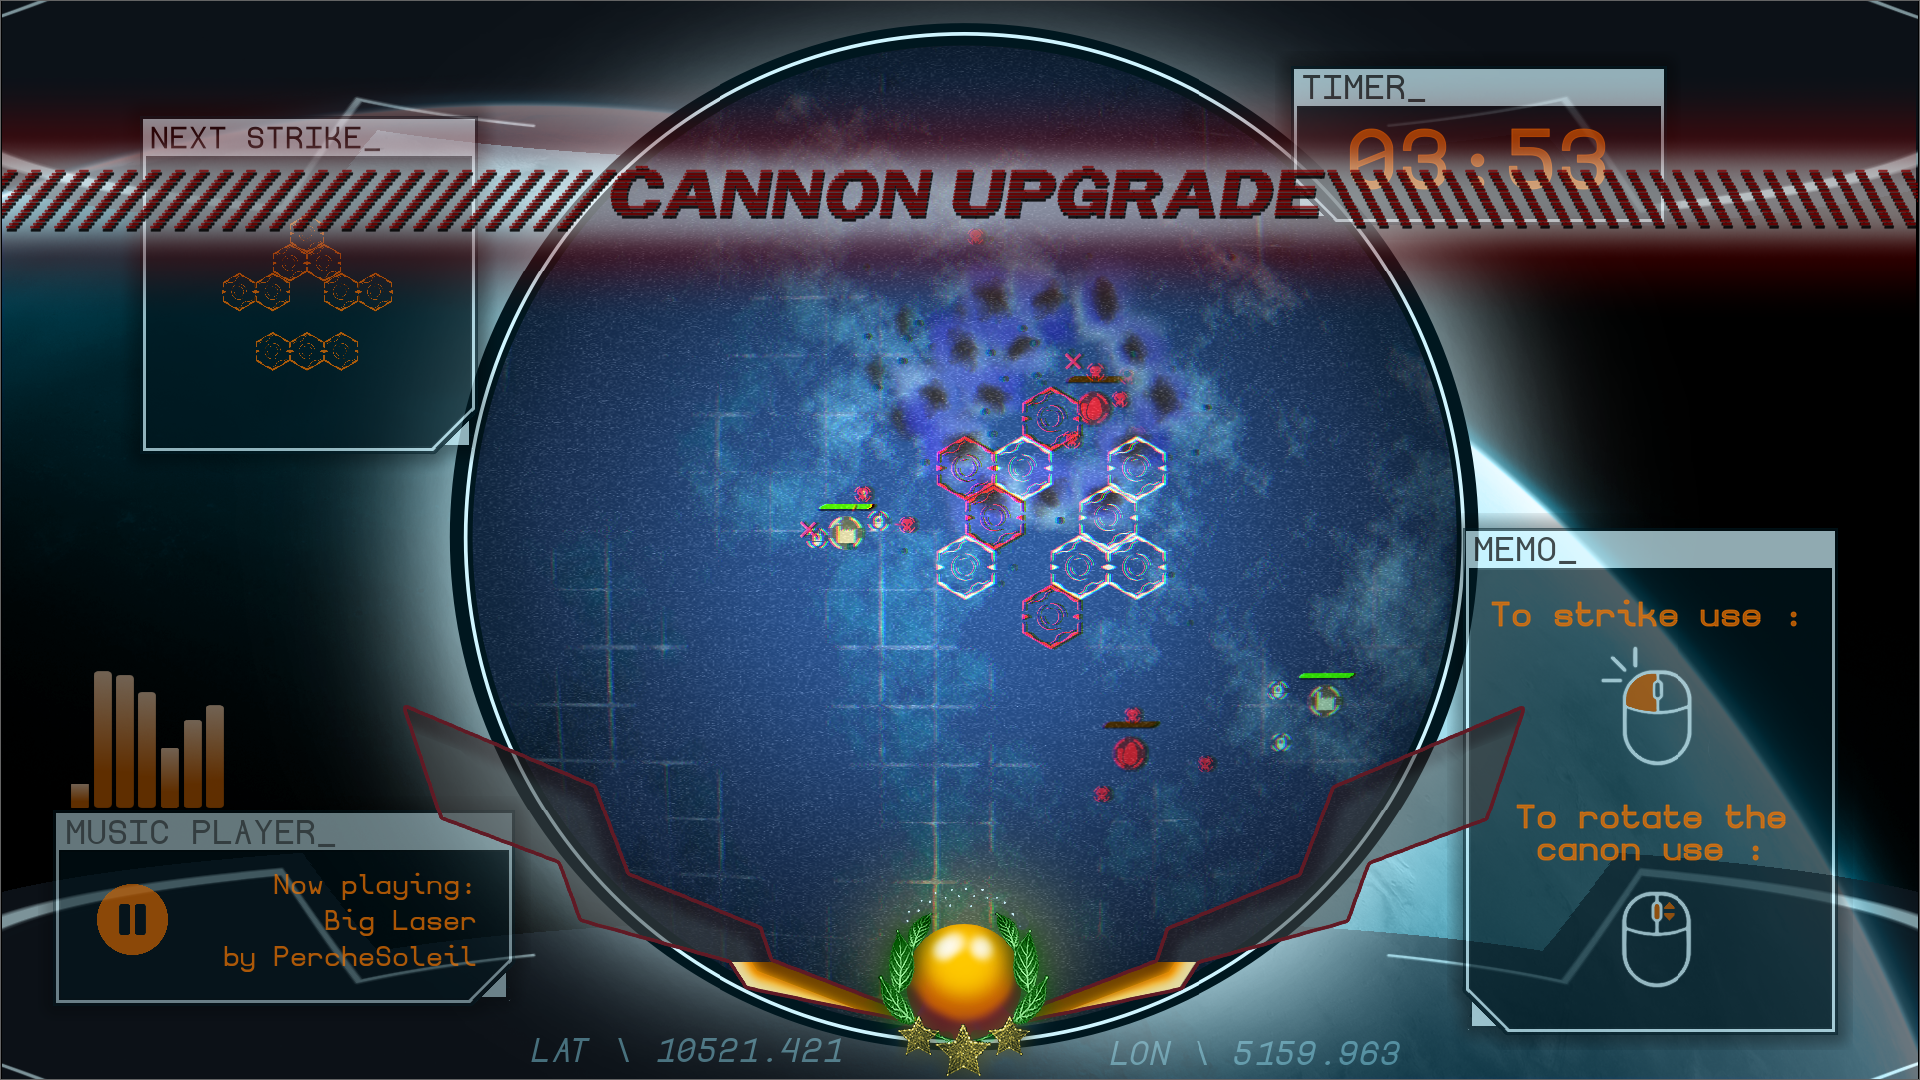 TIMER_
03:53
NEXT STRIKE_
CANNON UPGRADE
MEMO_
To strike use :
To rotate the
canon use :
MUSIC PLAYER_
Now playing:
Big Laser
by PercheSoleil
LAT \ 10521.421
LON \ 5159.963